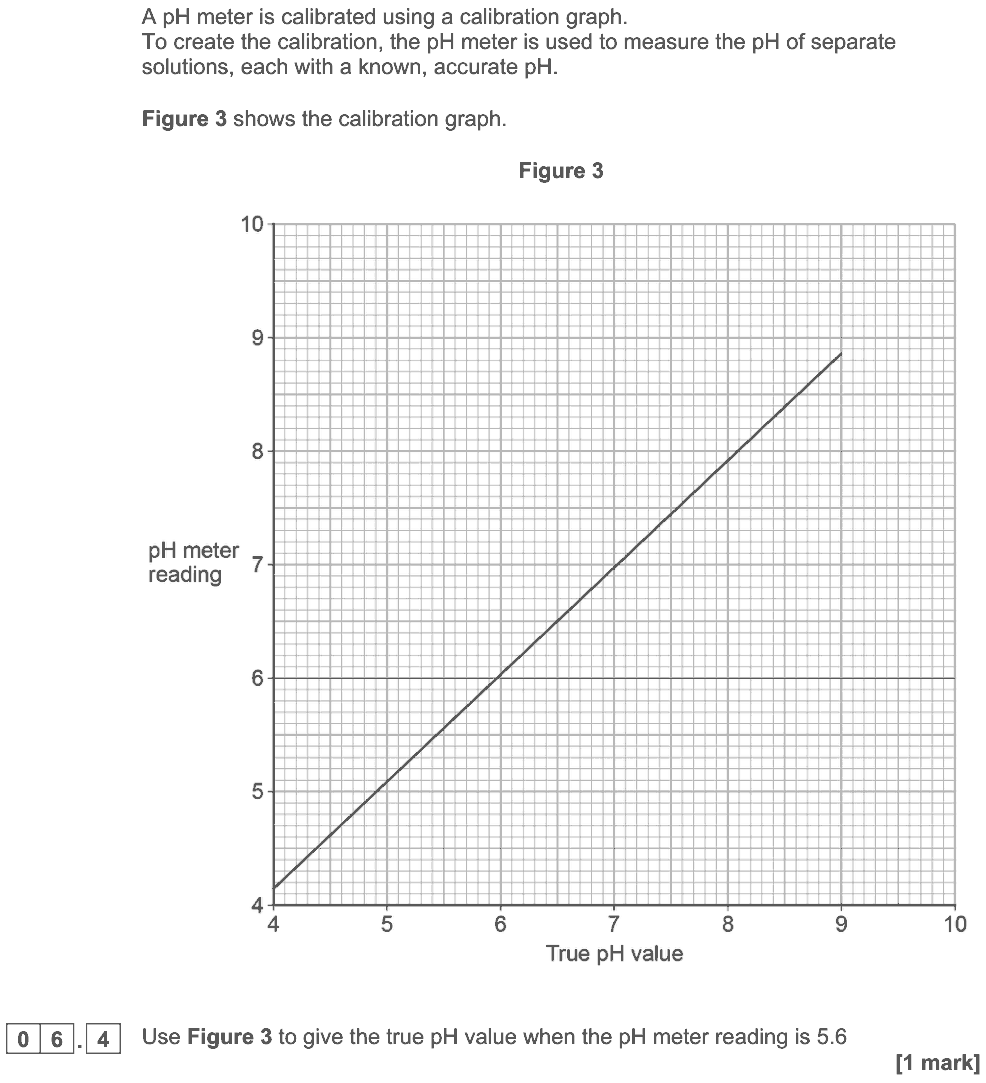 A pH meter is calibrated using a calibration graph.
To create the calibration, the pH meter is used to measure the pH of separate
solutions, each with a known, accurate pH.
Figure 3 shows the calibration graph.
Figure 3
10
9
8
pH meter
reading
7
6
5
4
4 5 6 7 8 9 10
True pH value
0 6 . 4 Use Figure 3 to give the true pH value when the pH meter reading is 5.6
[1 mark]